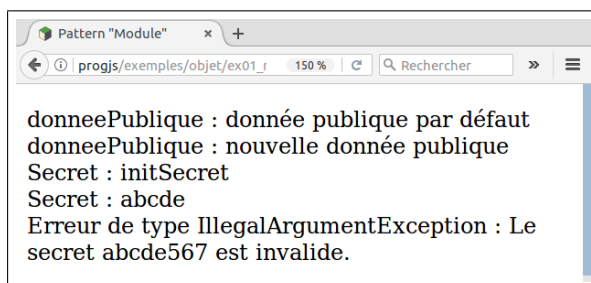 Pattern "Module" × +
progjs/exemples/objet/ex01_ 150 % Rechercher »
donneePublique : donnée publique par défaut
donneePublique : nouvelle donnée publique
Secret : initSecret
Secret : abcde
Erreur de type IllegalArgumentException : Le
secret abcde567 est invalide.